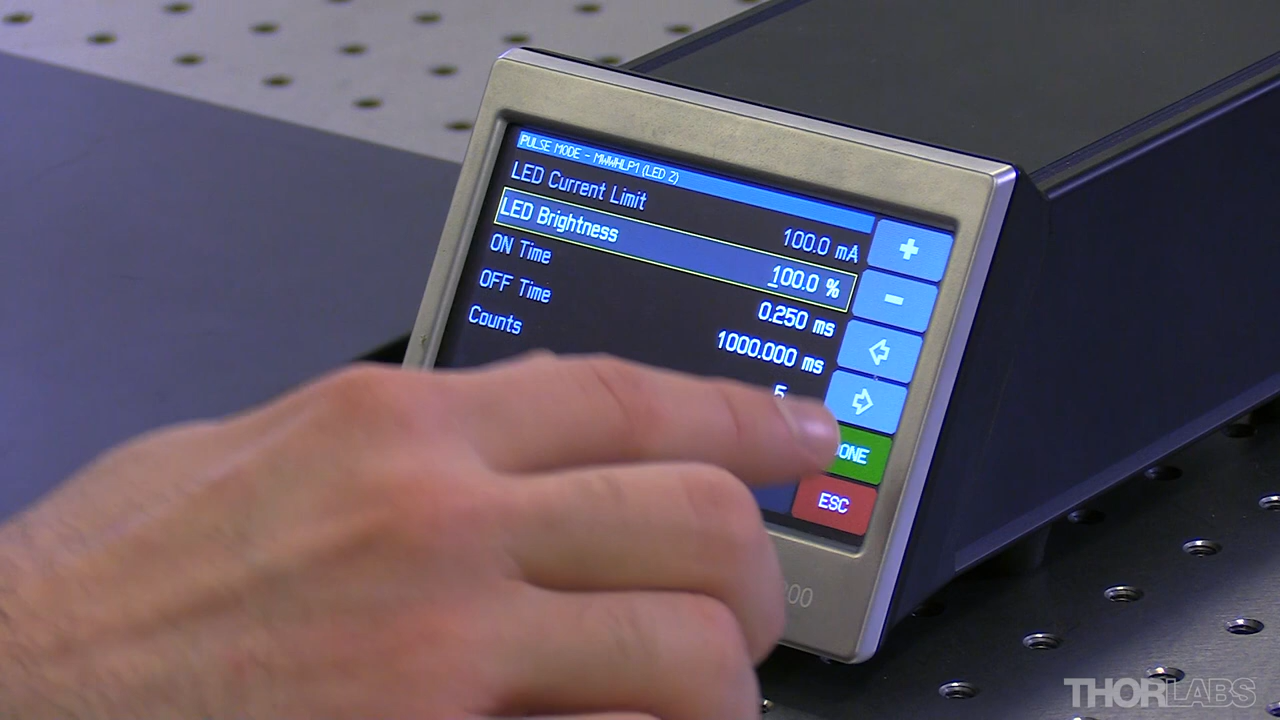 PULSE MODE - MWWHLP1 (LED 2)
LED Current Limit 100.0 mA
LED Brightness 100.0 %
ON Time 0.250 ms
OFF Time 1000.000 ms
Counts 5
+
-
ESC
THORLABS